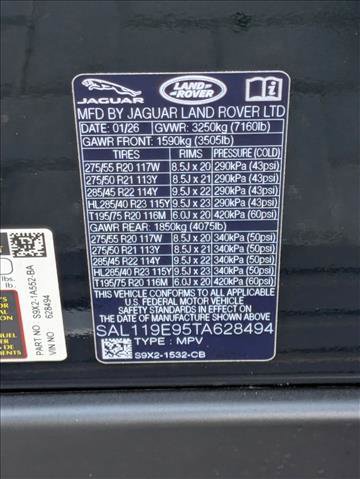 JAGUAR
LAND ROVER
MFD BY JAGUAR LAND ROVER LTD
DATE: 01/26 GVWR: 3250kg (7160lb)
GAWR FRONT: 1590kg (3505lb)
TIRES RIMS PRESSURE (COLD)
275/55 R20 117W 8.5J x 20 290kPa (43psi)
275/50 R21 113Y 8.5J x 21 290kPa (43psi)
285/45 R22 114Y 9.5J x 22 290kPa (43psi)
HL285/40 R23 115Y 9.5J x 23 290kPa (43psi)
T195/75 R20 116M 6.0J x 20 420kPa (60psi)
GAWR REAR: 1850kg (4075lb)
275/55 R20 117W 8.5J x 20 340kPa (50psi)
275/50 R21 113Y 8.5J x 21 340kPa (50psi)
285/45 R22 114Y 9.5J x 22 340kPa (50psi)
HL285/40 R23 115Y 9.5J x 23 340kPa (50psi)
T195/75 R20 116M 6.0J x 20 420kPa (60psi)
THIS VEHICLE CONFORMS TO ALL APPLICABLE
U.S. FEDERAL MOTOR VEHICLE SAFETY,
BUMPER, AND THEFT PREVENTION STANDARDS
IN EFFECT ON THE DATE OF MANUFACTURE
SHOWN ABOVE.
SAL119E95TA628494
TYPE: MPV
S9X2-1532-CB
PART NO. S9X2-1A552-BA
VIN NO 628494